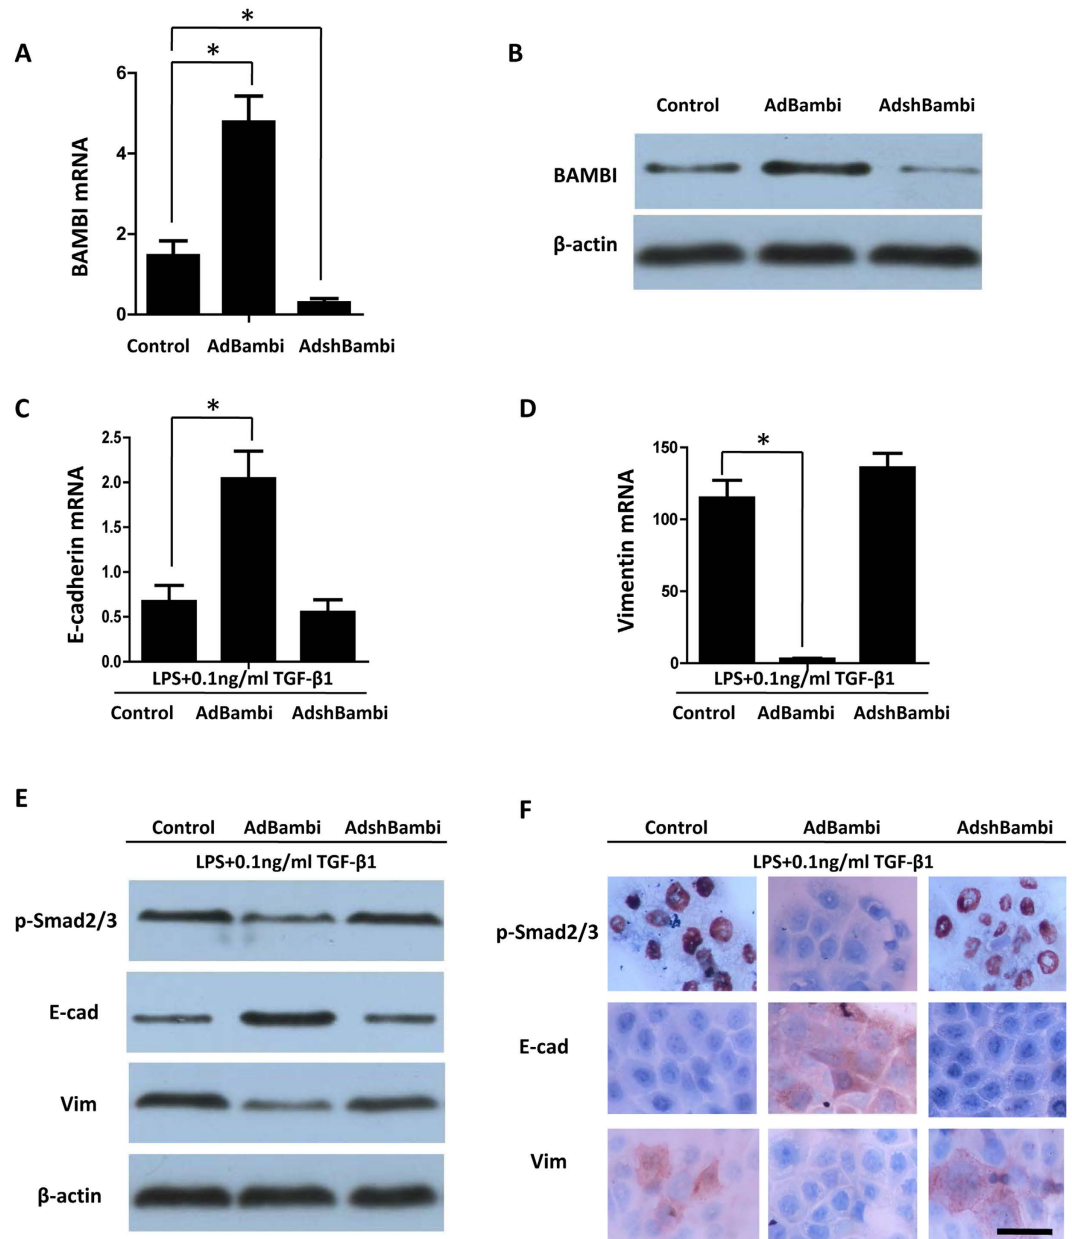 A
*
*
6
4
2
0
BAMBI mRNA
Control AdBambi AdshBambi
B
Control AdBambi AdshBambi
BAMBI
β-actin
C
*
2.5
2.0
1.5
1.0
0.5
0.0
E-cadherin mRNA
LPS+0.1ng/ml TGF-β1
Control AdBambi AdshBambi
D
*
150
100
50
0
Vimentin mRNA
LPS+0.1ng/ml TGF-β1
Control AdBambi AdshBambi
E
Control AdBambi AdshBambi
LPS+0.1ng/ml TGF-β1
p-Smad2/3
E-cad
Vim
β-actin
F
Control AdBambi AdshBambi
LPS+0.1ng/ml TGF-β1
p-Smad2/3
E-cad
Vim